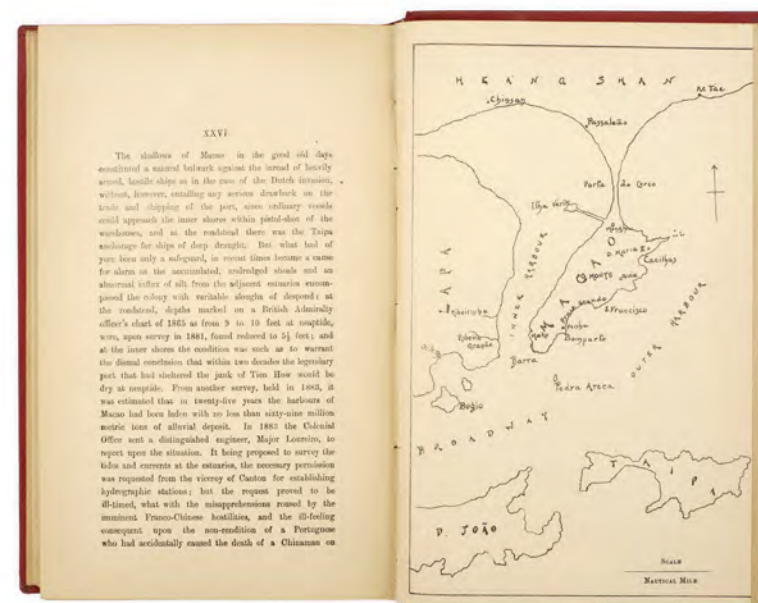 XXVI
The shallows of Macao in the good old days
constituted a natural bulwark against the inroad of heavily
armed, hostile ships as in the case of the Dutch invasion,
without, however, entailing any serious drawback on the
trade and shipping of the port, since ordinary vessels
could approach the inner shores within pistol-shot of the
warehouses, and at the roadstead there was the Taipa
anchorage for ships of deep draught. But what had of
yore been only a safeguard, in recent times became a cause
for alarm as the accumulated, undredged shoals and an
abnormal influx of silt from the adjacent estuaries encom-
passed the colony with veritable sloughs of despond; at
the roadstead, depths marked on a British Admiralty
officer's chart of 1865 as from 9 to 10 feet at neaptide,
were, upon survey in 1881, found reduced to 5½ feet; and
at the inner shores the condition was such as to warrant
the dismal conclusion that within two decades the legendary
port that had sheltered the junk of Tien How would be
dry at neaptide. From another survey, held in 1883, it
was estimated that in twenty-five years the harbours of
Macao had been laden with no less than sixty-nine million
metric tons of alluvial deposit. In 1883 the Colonial
Office sent a distinguished engineer, Major Loureiro, to
report upon the situation. It being proposed to survey the
tides and currents at the estuaries, the necessary permission
was requested from the viceroy of Canton for establishing
hydrographic stations; but the request proved to be
ill-timed, what with the misapprehensions roused by the
imminent Franco-Chinese hostilities, and the ill-feeling
consequent upon the non-rendition of a Portuguese
who had accidentally caused the death of a Chinaman on
HEANG SHAN
Chinsan
Passaleão
Porta do Cerco
Ilha Verde
Mongha
D. Maria II
Cacilhas
MACAO
Monte
Guia
Praia Grande
S. Francisco
Penha
Bomparto
Barra
LAPA
INNER HARBOUR
OUTER HARBOUR
Ribeirinha
Ribeira
Grande
Pedra Areca
Bugio
BROADWAY
TAIPA
D. JOÃO
SCALE
NAUTICAL MILE